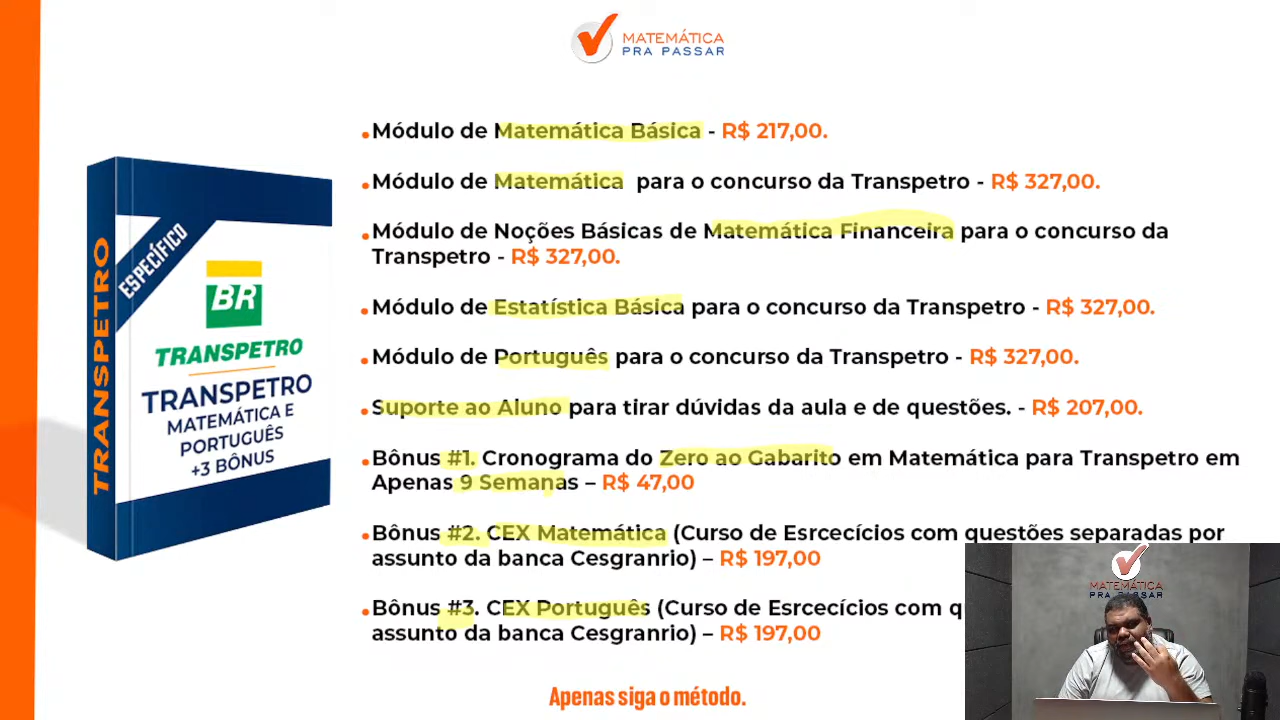 MATEMÁTICA
PRA PASSAR
•Módulo de Matemática Básica - R$ 217,00.
•Módulo de Matemática para o concurso da Transpetro - R$ 327,00.
•Módulo de Noções Básicas de Matemática Financeira para o concurso da
Transpetro - R$ 327,00.
•Módulo de Estatística Básica para o concurso da Transpetro - R$ 327,00.
•Módulo de Português para o concurso da Transpetro - R$ 327,00.
•Suporte ao Aluno para tirar dúvidas da aula e de questões. - R$ 207,00.
•Bônus #1. Cronograma do Zero ao Gabarito em Matemática para Transpetro em
Apenas 9 Semanas – R$ 47,00
•Bônus #2. CEX Matemática (Curso de Esrcecícios com questões separadas por
assunto da banca Cesgranrio) – R$ 197,00
•Bônus #3. CEX Português (Curso de Esrcecícios com q
assunto da banca Cesgranrio) – R$ 197,00
TRANSPETRO
ESPECÍFICO
BR
TRANSPETRO
TRANSPETRO
MATEMÁTICA E
PORTUGUÊS
+3 BÔNUS
MATEMÁTICA
PRA PASSAR
Apenas siga o método.